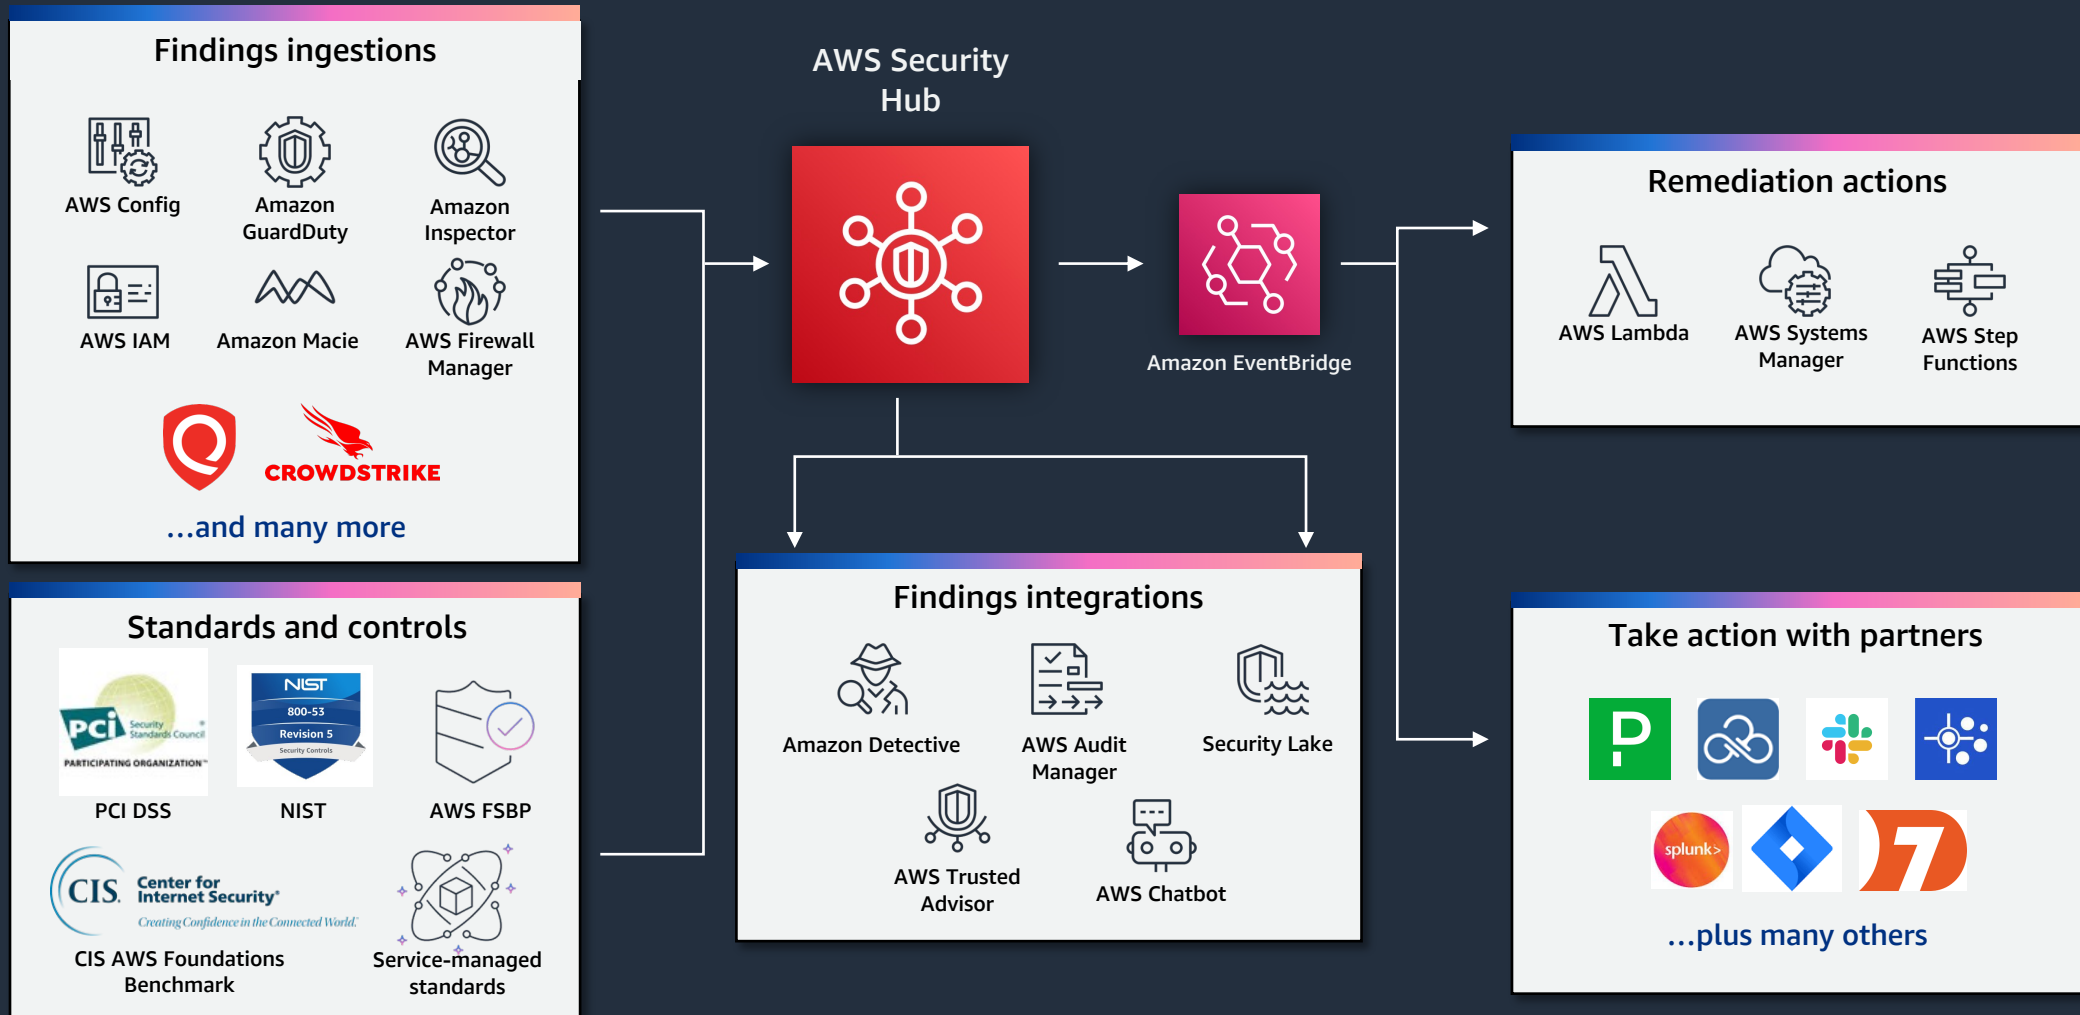 Findings ingestions
AWS Config
Amazon
GuardDuty
Amazon
Inspector
AWS IAM
Amazon Macie
AWS Firewall
Manager
CROWDSTRIKE
...and many more
Standards and controls
PCI
Security
Standards Council
PARTICIPATING ORGANIZATION™
PCI DSS
NIST
800-53
Revision 5
Security Controls
NIST
AWS FSBP
CIS.
Center for
Internet Security®
Creating Confidence in the Connected World.
CIS AWS Foundations
Benchmark
Service-managed
standards
AWS Security
Hub
Amazon EventBridge
Findings integrations
Amazon Detective
AWS Audit
Manager
Security Lake
AWS Trusted
Advisor
AWS Chatbot
Remediation actions
AWS Lambda
AWS Systems
Manager
AWS Step
Functions
Take action with partners
P
splunk>
7
...plus many others